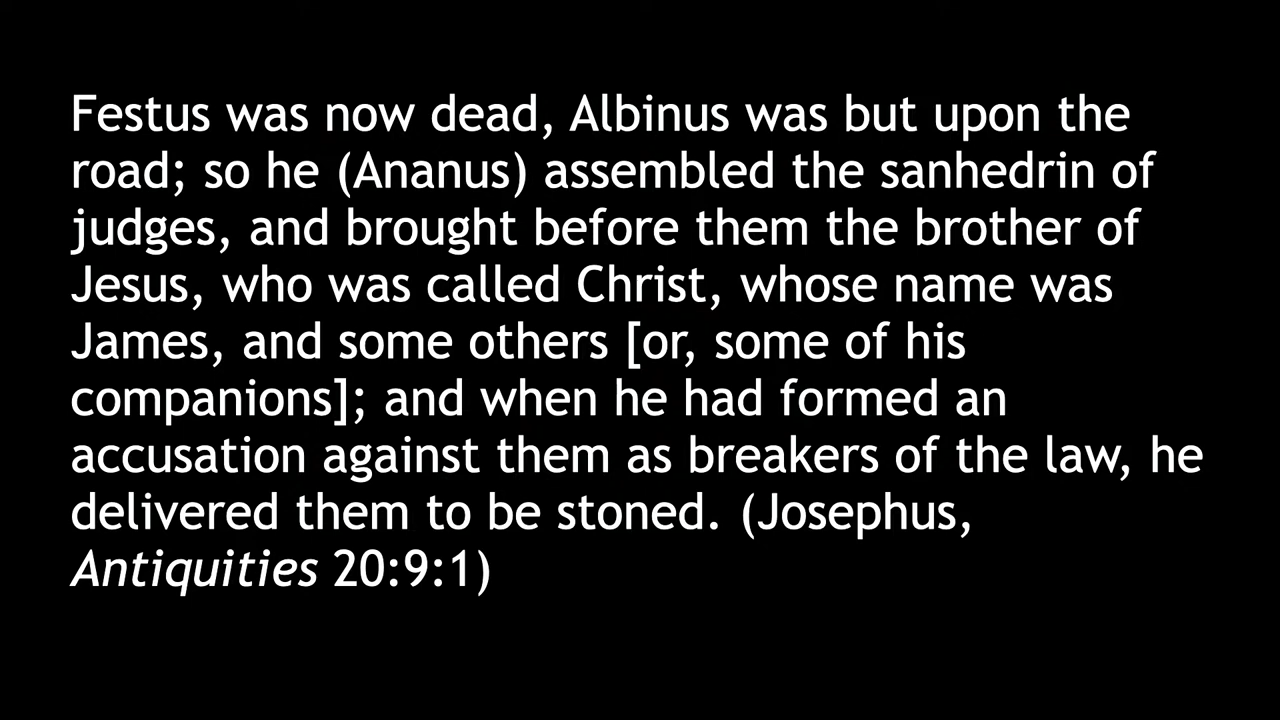 Festus was now dead, Albinus was but upon the
road; so he (Ananus) assembled the sanhedrin of
judges, and brought before them the brother of
Jesus, who was called Christ, whose name was
James, and some others [or, some of his
companions]; and when he had formed an
accusation against them as breakers of the law, he
delivered them to be stoned. (Josephus,
Antiquities 20:9:1)